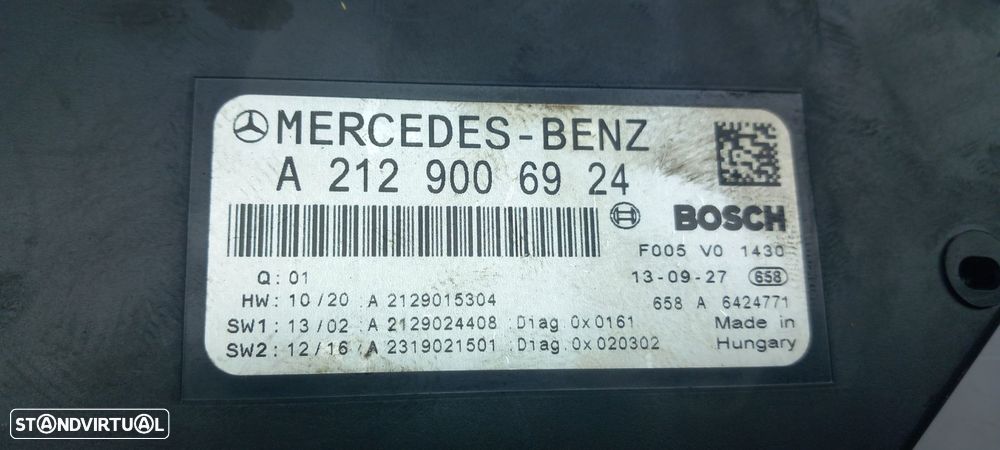 MERCEDES-BENZ
A 212 900 69 24
BOSCH
F005 V0 1430
Q: 01
13-09-27 658
HW: 10/20 A 2129015304
658 A 6424771
SW1: 13/02 A 2129024408 Diag.0x0161
Made in
SW2: 12/16 A 2319021501 Diag.0x020302
Hungary
STANDVIRTUAL